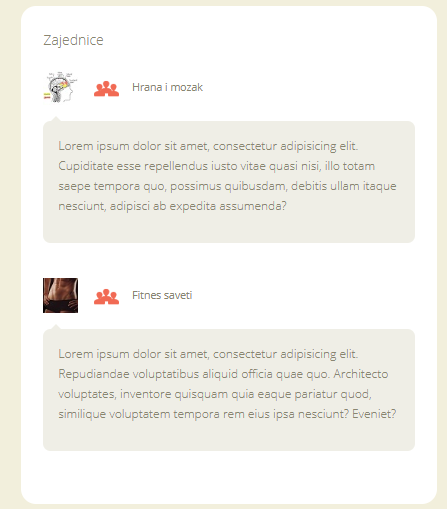 Zajednice
Hrana i mozak
Lorem ipsum dolor sit amet, consectetur adipisicing elit.
Cupiditate esse repellendus iusto vitae quasi nisi, illo totam
saepe tempora quo, possimus quibusdam, debitis ullam itaque
nesciunt, adipisci ab expedita assumenda?
Fitnes saveti
Lorem ipsum dolor sit amet, consectetur adipisicing elit.
Repudiandae voluptatibus aliquid officia quae quo. Architecto
voluptates, inventore quisquam quia eaque pariatur quod,
similique voluptatem tempora rem eius ipsa nesciunt? Eveniet?